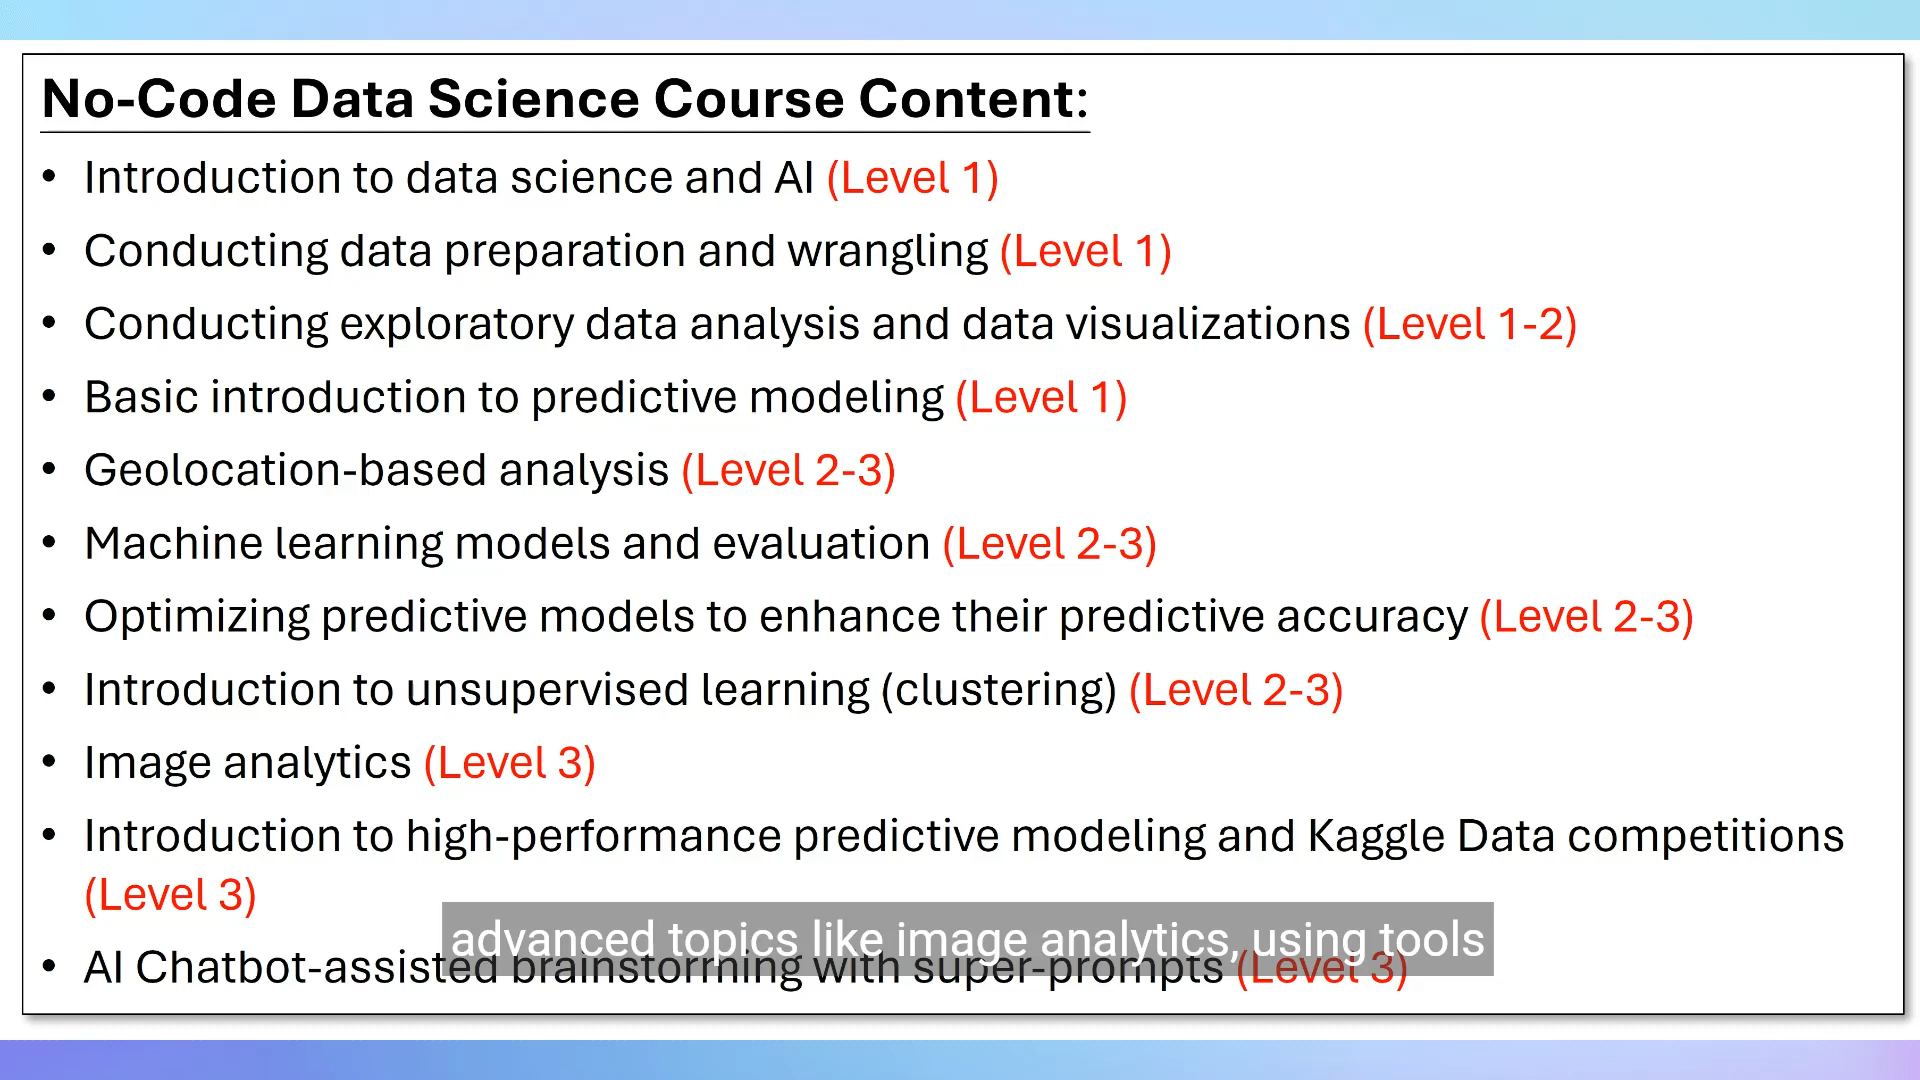 No-Code Data Science Course Content:
• Introduction to data science and AI (Level 1)
• Conducting data preparation and wrangling (Level 1)
• Conducting exploratory data analysis and data visualizations (Level 1-2)
• Basic introduction to predictive modeling (Level 1)
• Geolocation-based analysis (Level 2-3)
• Machine learning models and evaluation (Level 2-3)
• Optimizing predictive models to enhance their predictive accuracy (Level 2-3)
• Introduction to unsupervised learning (clustering) (Level 2-3)
• Image analytics (Level 3)
• Introduction to high-performance predictive modeling and Kaggle Data competitions
(Level 3)
advanced topics like image analytics, using tools
• AI Chatbot-assisted brainstorming with super-prompts (Level 3)